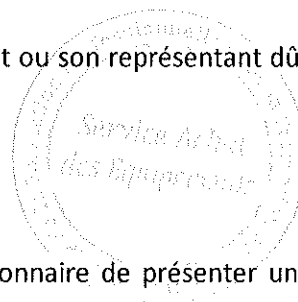 t ou son représentant dû
Service Achat
des Equipements
onnaire de présenter un